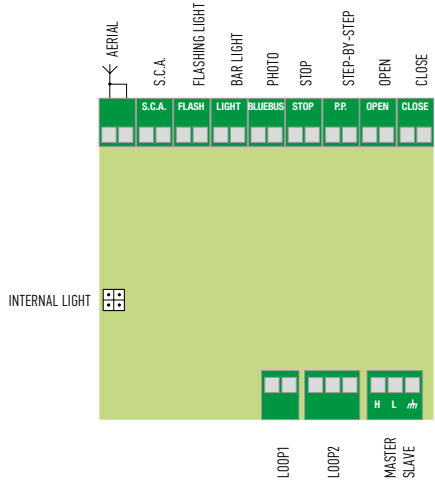 AERIAL
S.C.A.
FLASHING LIGHT
BAR LIGHT
PHOTO
STOP
STEP-BY-STEP
OPEN
CLOSE
S.C.A. FLASH LIGHT BLUEBUS STOP P.P. OPEN CLOSE
INTERNAL LIGHT
H L
LOOP1
LOOP2
MASTER
SLAVE